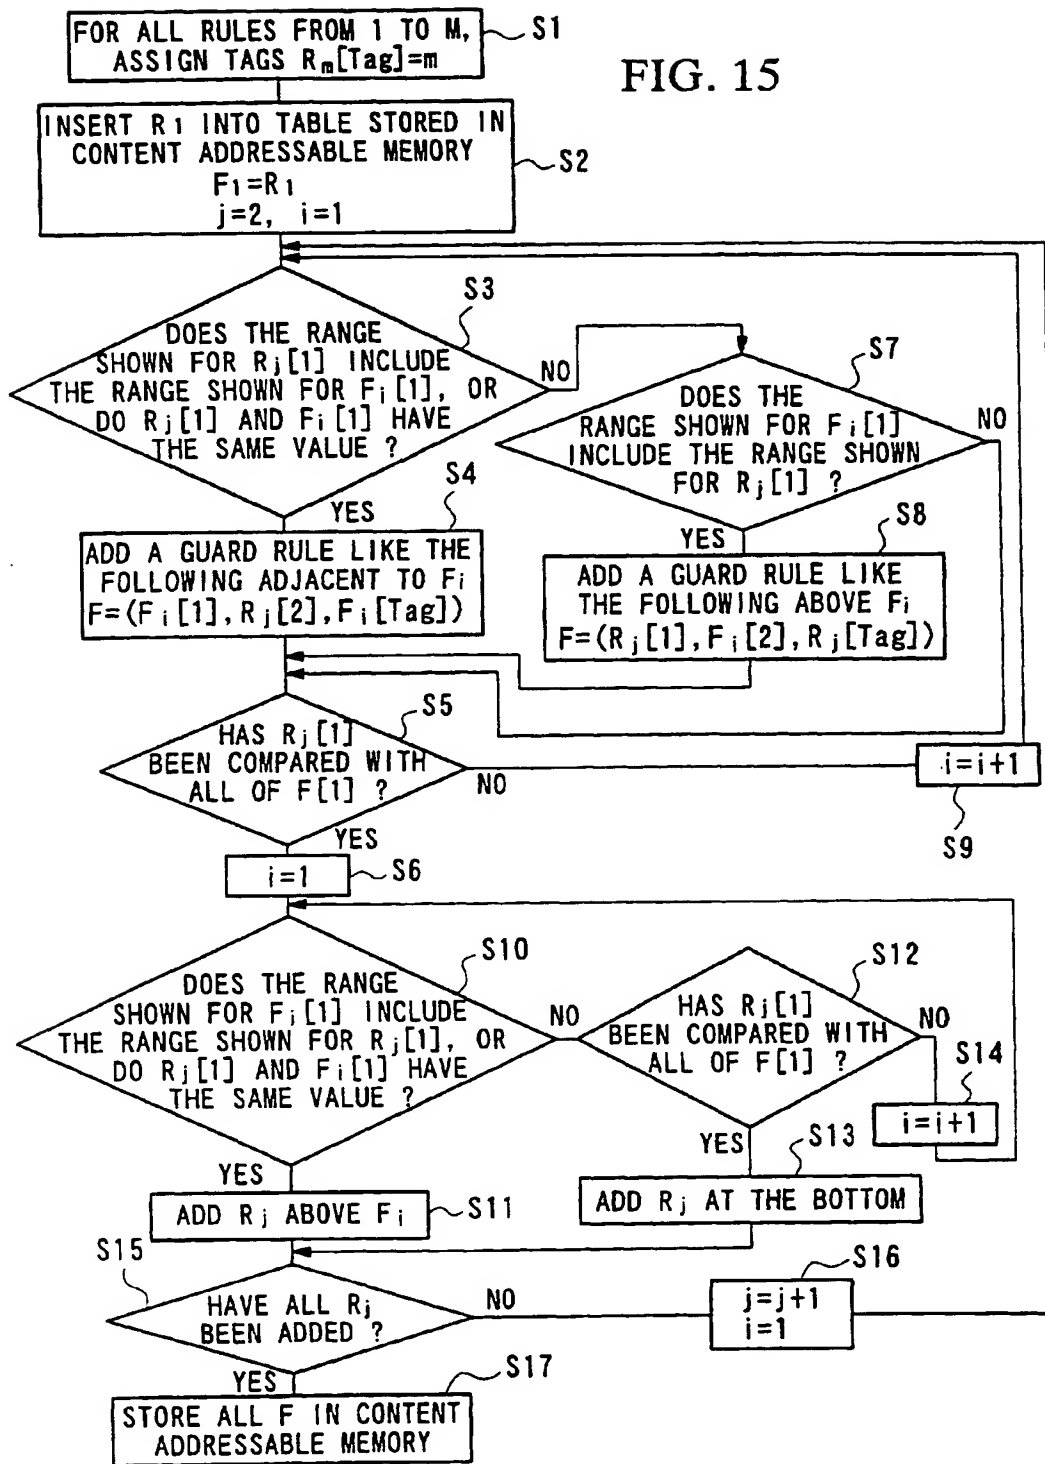 FOR ALL RULES FROM 1 TO M,
ASSIGN TAGS Rm[Tag]=m
S1
FIG. 15
INSERT R1 INTO TABLE STORED IN
CONTENT ADDRESSABLE MEMORY
F1=R1
j=2, i=1
S2
S3
DOES THE RANGE
SHOWN FOR Rj[1] INCLUDE
THE RANGE SHOWN FOR Fi[1], OR
DO Rj[1] AND Fi[1] HAVE
THE SAME VALUE ?
NO
YES
S7
DOES THE
RANGE SHOWN FOR Fi[1]
INCLUDE THE RANGE SHOWN
FOR Rj[1] ?
NO
YES
S4
ADD A GUARD RULE LIKE THE
FOLLOWING ADJACENT TO Fi
F=(Fi[1],Rj[2],Fi[Tag])
S8
ADD A GUARD RULE LIKE
THE FOLLOWING ABOVE Fi
F=(Rj[1],Fi[2],Rj[Tag])
S5
HAS Rj[1]
BEEN COMPARED WITH
ALL OF F[1] ?
NO
YES
i=i+1
S9
i=1
S6
S10
DOES THE RANGE
SHOWN FOR Fi[1] INCLUDE
THE RANGE SHOWN FOR Rj[1], OR
DO Rj[1] AND Fi[1] HAVE
THE SAME VALUE ?
NO
YES
S12
HAS Rj[1]
BEEN COMPARED WITH
ALL OF F[1] ?
NO
YES
S14
i=i+1
S13
ADD Rj AT THE BOTTOM
ADD Rj ABOVE Fi
S11
S15
HAVE ALL Rj
BEEN ADDED ?
NO
YES
S16
j=j+1
i=1
S17
STORE ALL F IN CONTENT
ADDRESSABLE MEMORY